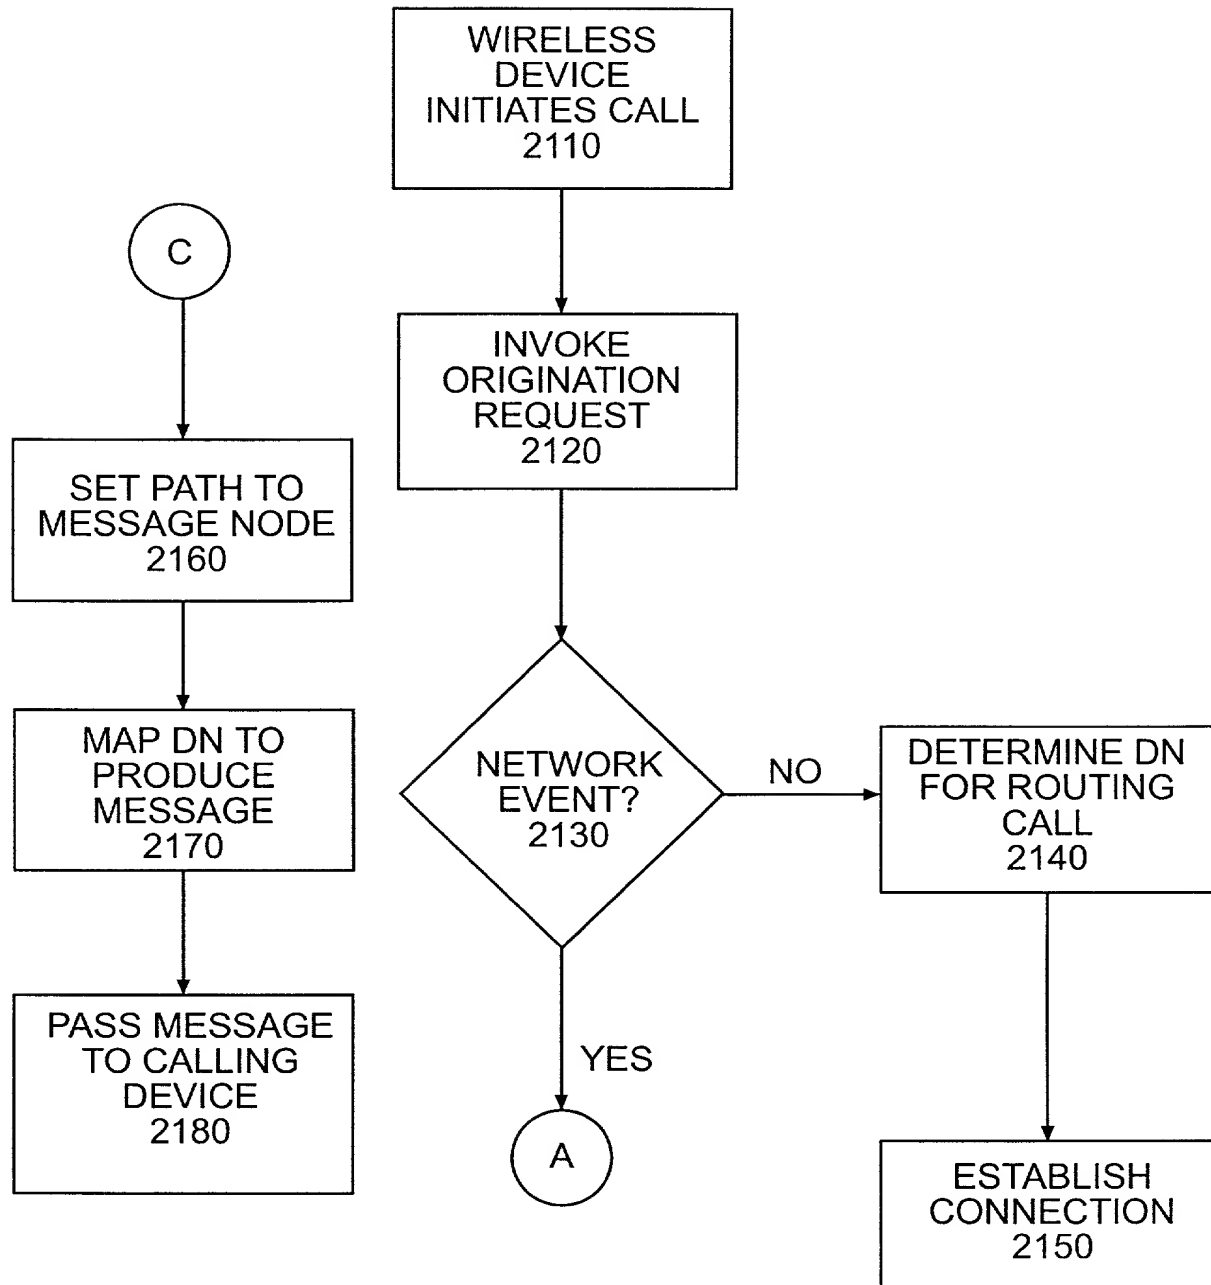 WIRELESS
DEVICE
INITIATES CALL
2110
C
INVOKE
ORIGINATION
REQUEST
2120
SET PATH TO
MESSAGE NODE
2160
MAP DN TO
PRODUCE
MESSAGE
2170
NETWORK
EVENT?
2130
NO
DETERMINE DN
FOR ROUTING
CALL
2140
PASS MESSAGE
TO CALLING
DEVICE
2180
YES
A
ESTABLISH
CONNECTION
2150